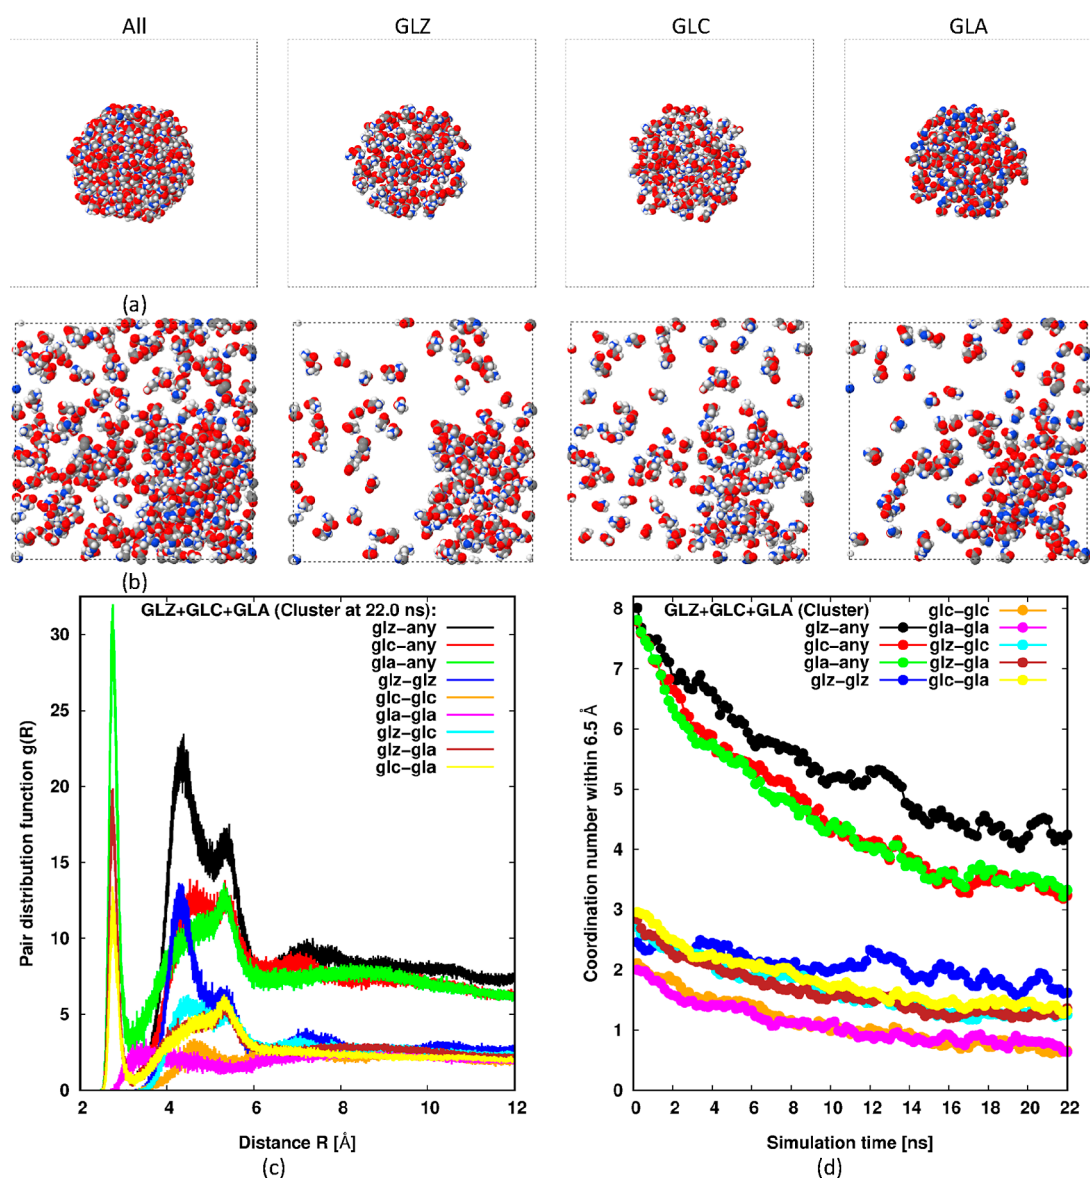 All GLZ GLC GLA
(a)
(b)
GLZ+GLC+GLA (Cluster at 22.0 ns):
glz–any
glc–any
gla–any
glz–glz
glc–glc
gla–gla
glz–glc
glz–gla
glc–gla
Pair distribution function g(R)
30
25
20
15
10
5
0
2 4 6 8 10 12
Distance R [Å]
(c)
GLZ+GLC+GLA (Cluster) glc–glc
glz–any gla–gla
glc–any glz–glc
gla–any glz–gla
glz–glz glc–gla
Coordination number within 6.5 Å
8
7
6
5
4
3
2
1
0
0 2 4 6 8 10 12 14 16 18 20 22
Simulation time [ns]
(d)